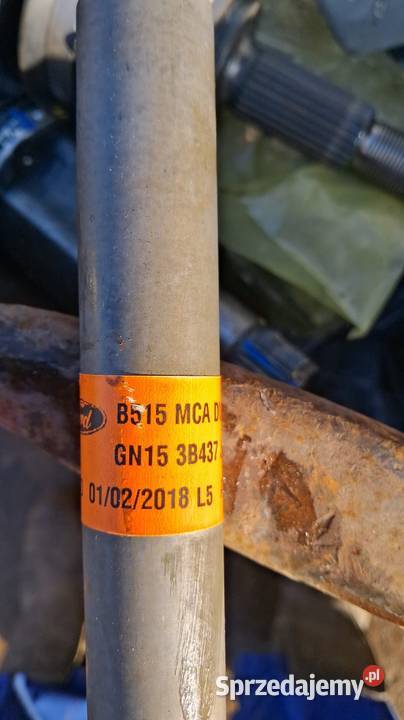 B515 MCA D
GN15 3B437
01/02/2018 L5
Sprzedajemy.pl